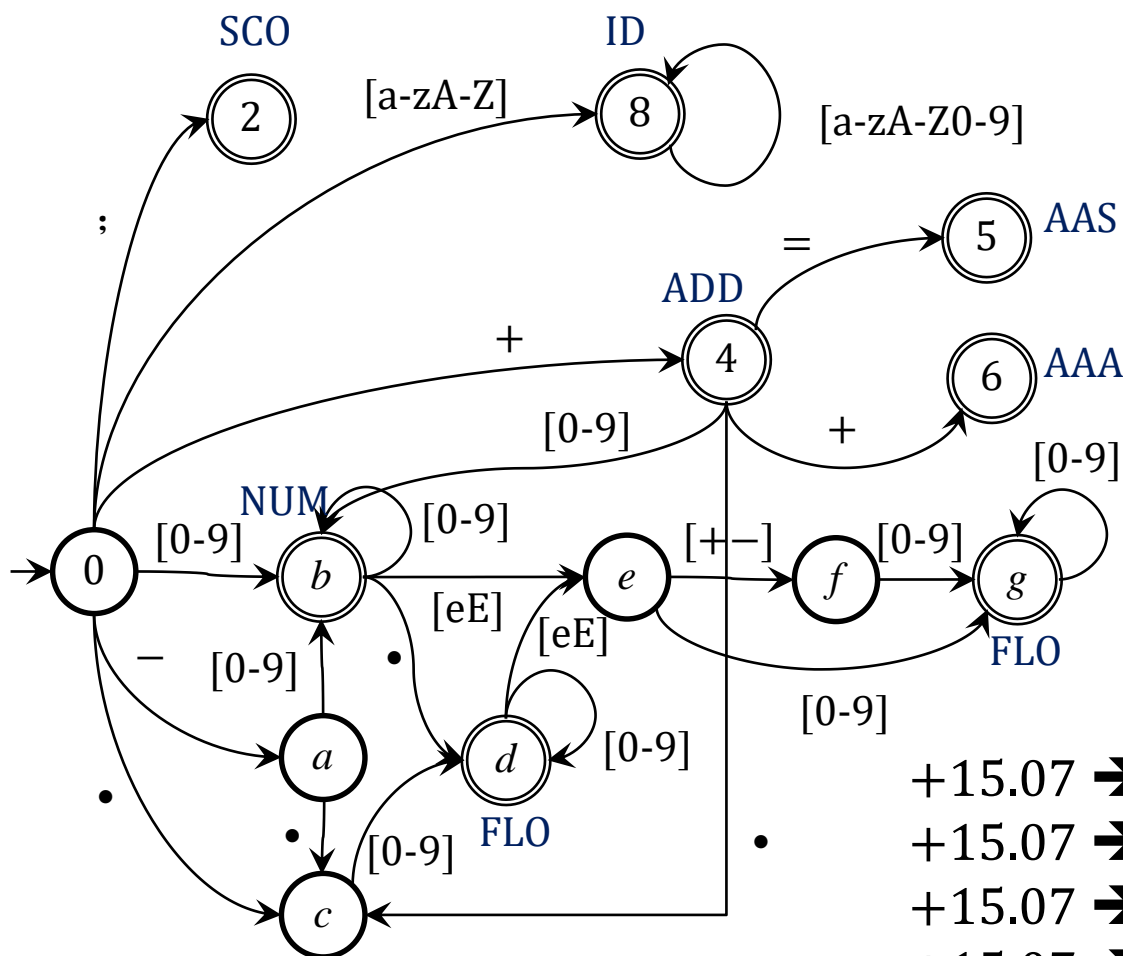 SCO
ID
2
[a-zA-Z]
8
[a-zA-Z0-9]
;
5
AAS
=
ADD
+
4
6
AAA
[0-9]
+
[0-9]
NUM
[0-9]
0
[0-9]
b
[eE]
e
[+−]
f
[0-9]
g
FLO
−
[0-9]
•
[eE]
[0-9]
a
d
[0-9]
+15.07 ➔
•
•
[0-9]
FLO
•
+15.07 ➔
c
+15.07 ➔